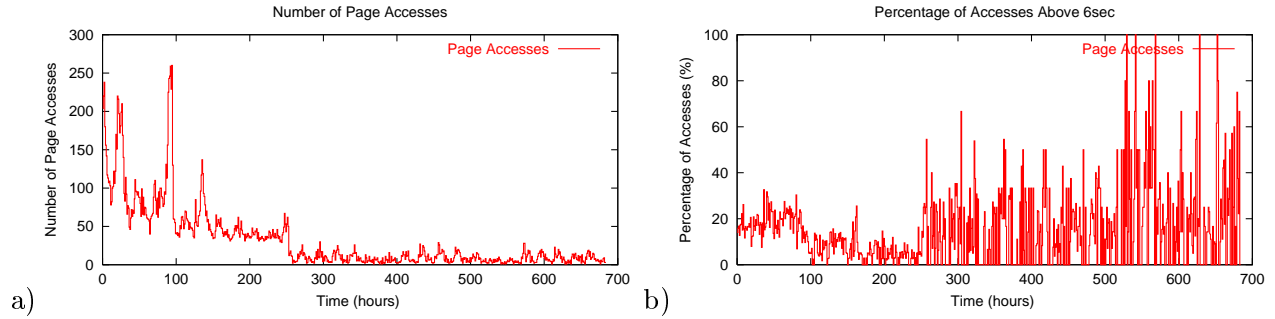 Number of Page Accesses
300
250
200
150
100
50
0
Number of Page Accesses
Page Accesses
0 100 200 300 400 500 600 700
Time (hours)
a)
Percentage of Accesses Above 6sec
100
80
60
40
20
0
Percentage of Accesses (%)
Page Accesses
0 100 200 300 400 500 600 700
Time (hours)
b)